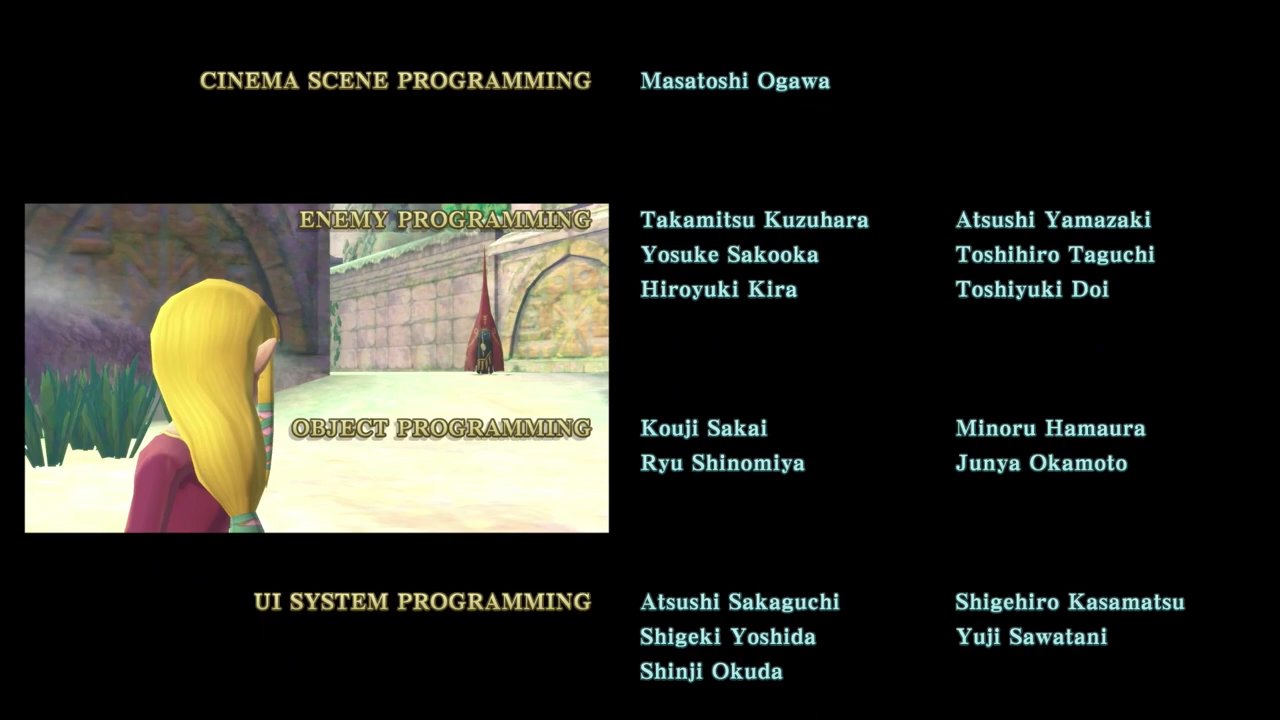 CINEMA SCENE PROGRAMMING Masatoshi Ogawa
ENEMY PROGRAMMING Takamitsu Kuzuhara Atsushi Yamazaki
Yosuke Sakooka Toshihiro Taguchi
Hiroyuki Kira Toshiyuki Doi
OBJECT PROGRAMMING Kouji Sakai Minoru Hamaura
Ryu Shinomiya Junya Okamoto
UI SYSTEM PROGRAMMING Atsushi Sakaguchi Shigehiro Kasamatsu
Shigeki Yoshida Yuji Sawatani
Shinji Okuda